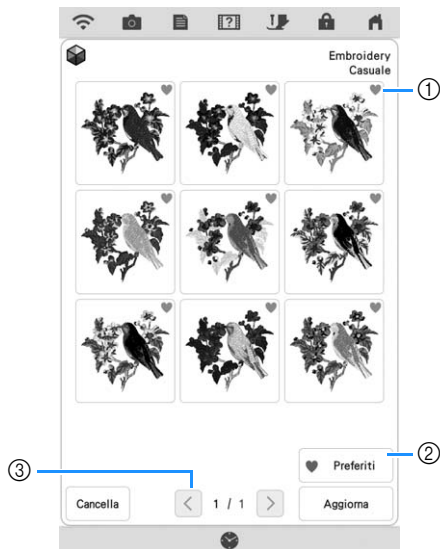 Embroidery
Casuale
①
②
♥ Preferiti
③
Cancella
< 1 / 1 >
Aggiorna